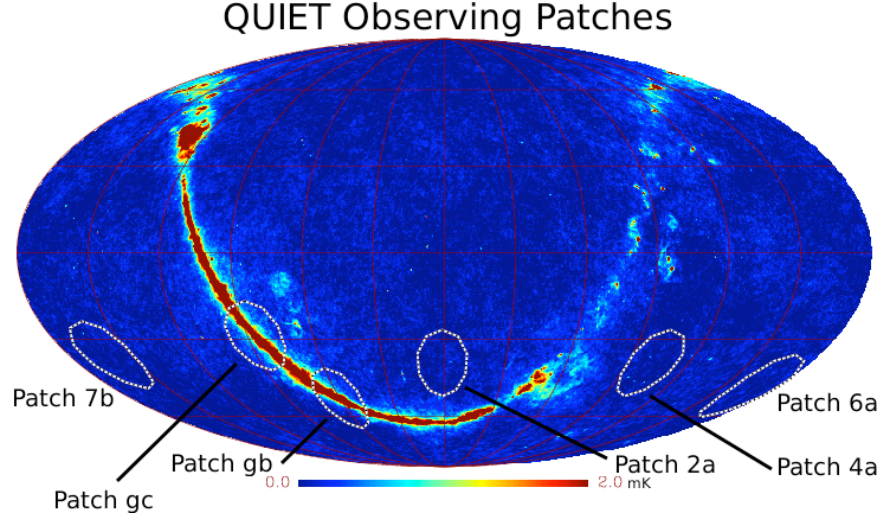 QUIET Observing Patches
Patch 7b
Patch 6a
Patch gb
Patch 2a
Patch 4a
0.0
2.0 mK
Patch gc